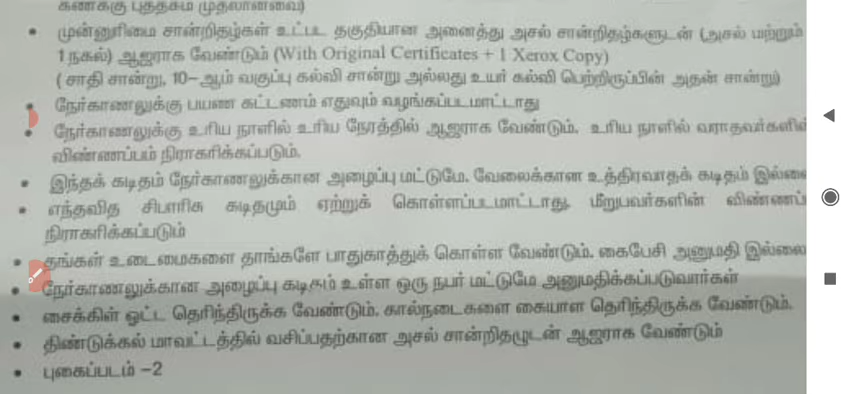 கணக்கு புத்தகம் முதலானவை)
• முன்னுரிமை சான்றிதழ்கள் உட்பட தகுதியான அனைத்து அசல் சான்றிதழ்களுடன் (அசல் மற்றும்
1நகல்) ஆஜராக வேண்டும் (With Original Certificates + 1 Xerox Copy)
( சாதி சான்று, 10-ஆம் வகுப்பு கல்வி சான்று அல்லது உயர் கல்வி பெற்றிருப்பின் அதன் சான்று)
• நேர்காணலுக்கு பயண கட்டணம் எதுவும் வழங்கப்படமாட்டாது
• நேர்காணலுக்கு உரிய நாளில் உரிய நேரத்தில் ஆஜராக வேண்டும். உரிய நாளில் வராதவர்களின்
விண்ணப்பம் நிராகரிக்கப்படும்.
• இந்தக் கடிதம் நேர்காணலுக்கான அழைப்பு மட்டுமே. வேலைக்கான உத்திரவாதக் கடிதம் இல்லை
• எந்தவித சிபாரிசு கடிதமும் ஏற்றுக் கொள்ளப்படமாட்டாது. மீறுபவர்களின் விண்ணப்
நிராகரிக்கப்படும்
• தங்கள் உடைமைகளை தாங்களே பாதுகாத்துக் கொள்ள வேண்டும். கைபேசி அனுமதி இல்லை
• நேர்காணலுக்கான அழைப்பு கடிதம் உள்ள ஒரு நபர் மட்டுமே அனுமதிக்கப்படுவார்கள்
• சைக்கிள் ஓட்ட தெரிந்திருக்க வேண்டும். கால்நடைகளை கையாள தெரிந்திருக்க வேண்டும்.
• திண்டுக்கல் மாவட்டத்தில் வசிப்பதற்கான அசல் சான்றிதழுடன் ஆஜராக வேண்டும்
• புகைப்படம் -2